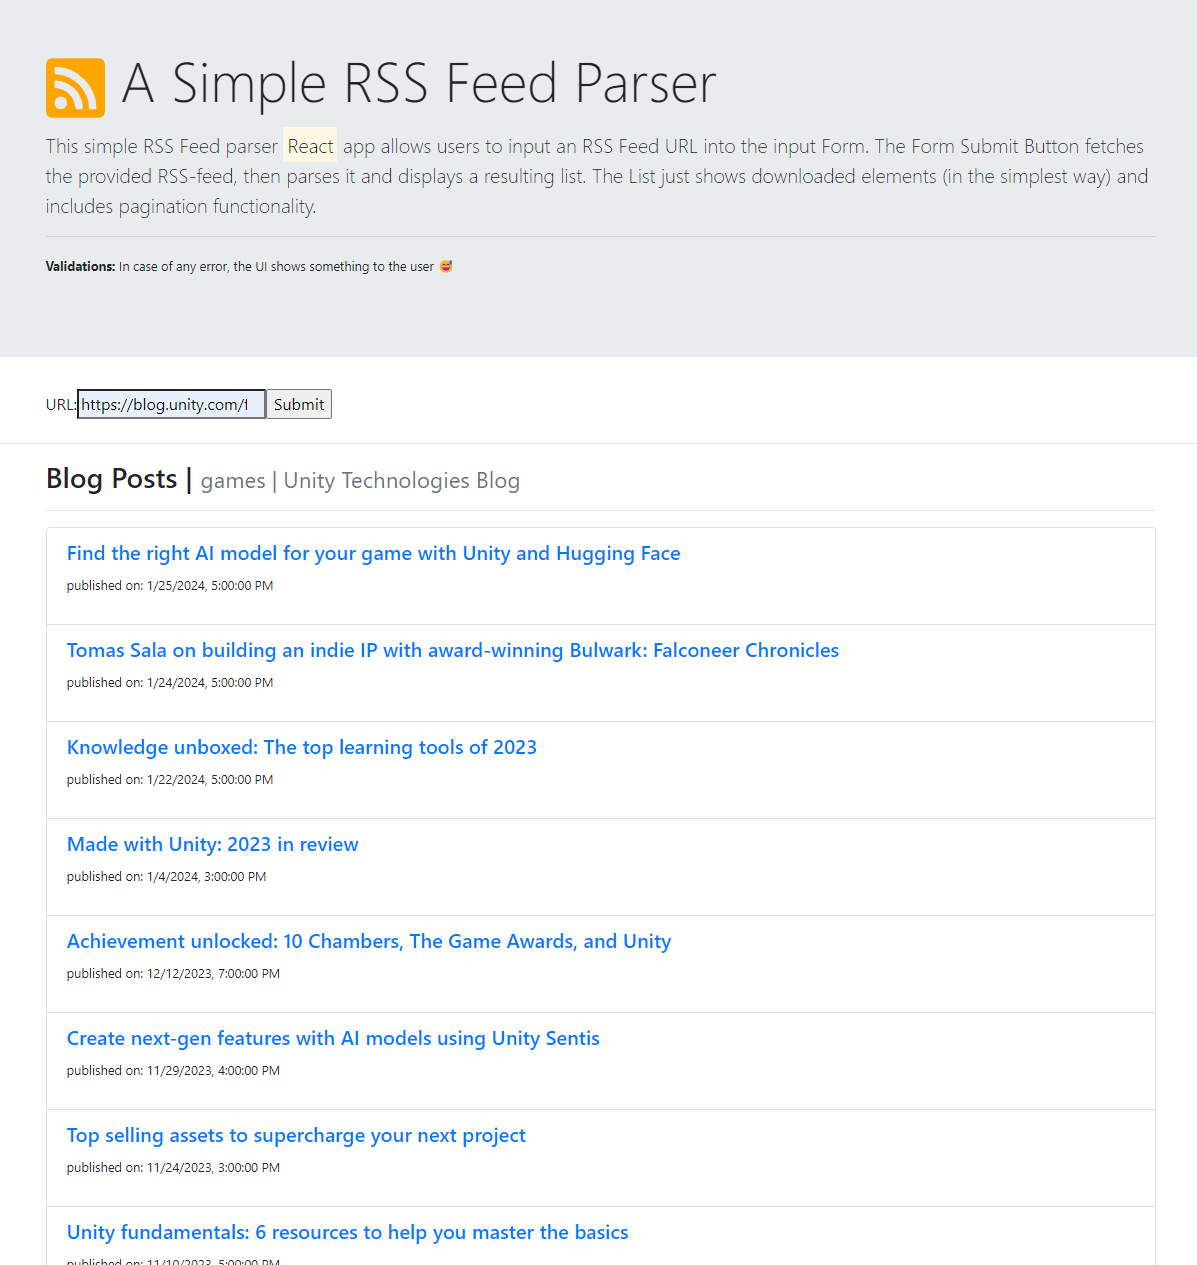 A Simple RSS Feed Parser
This simple RSS Feed parser React app allows users to input an RSS Feed URL into the input Form. The Form Submit Button fetches
the provided RSS-feed, then parses it and displays a resulting list. The List just shows downloaded elements (in the simplest way) and
includes pagination functionality.
Validations: In case of any error, the UI shows something to the user 😅
URL: https://blog.unity.com/f Submit
Blog Posts | games | Unity Technologies Blog
Find the right AI model for your game with Unity and Hugging Face
published on: 1/25/2024, 5:00:00 PM
Tomas Sala on building an indie IP with award-winning Bulwark: Falconeer Chronicles
published on: 1/24/2024, 5:00:00 PM
Knowledge unboxed: The top learning tools of 2023
published on: 1/22/2024, 5:00:00 PM
Made with Unity: 2023 in review
published on: 1/4/2024, 3:00:00 PM
Achievement unlocked: 10 Chambers, The Game Awards, and Unity
published on: 12/12/2023, 7:00:00 PM
Create next-gen features with AI models using Unity Sentis
published on: 11/29/2023, 4:00:00 PM
Top selling assets to supercharge your next project
published on: 11/24/2023, 3:00:00 PM
Unity fundamentals: 6 resources to help you master the basics
published on: 11/10/2023, 5:00:00 PM